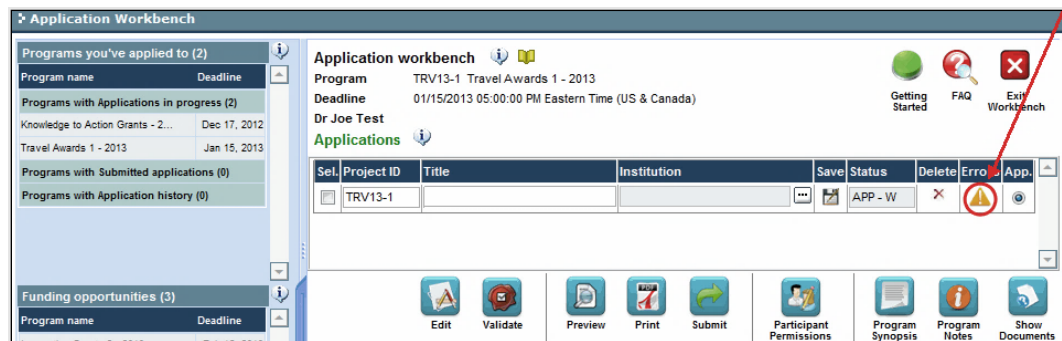 Application Workbench
Programs you've applied to (2)
Program name Deadline
Programs with Applications in progress (2)
Knowledge to Action Grants - 2... Dec 17, 2012
Travel Awards 1 - 2013 Jan 15, 2013
Programs with Submitted applications (0)
Programs with Application history (0)
Funding opportunities (3)
Program name Deadline
Application workbench
Program TRV13-1 Travel Awards 1 - 2013
Deadline 01/15/2013 05:00:00 PM Eastern Time (US & Canada)
Dr Joe Test
Applications
Getting Started
FAQ
Exit Workbench
Sel. Project ID Title Institution Save Status Delete Errors App.
TRV13-1 ... APP - W
Edit Validate Preview Print Submit Participant Permissions Program Synopsis Program Notes Show Documents